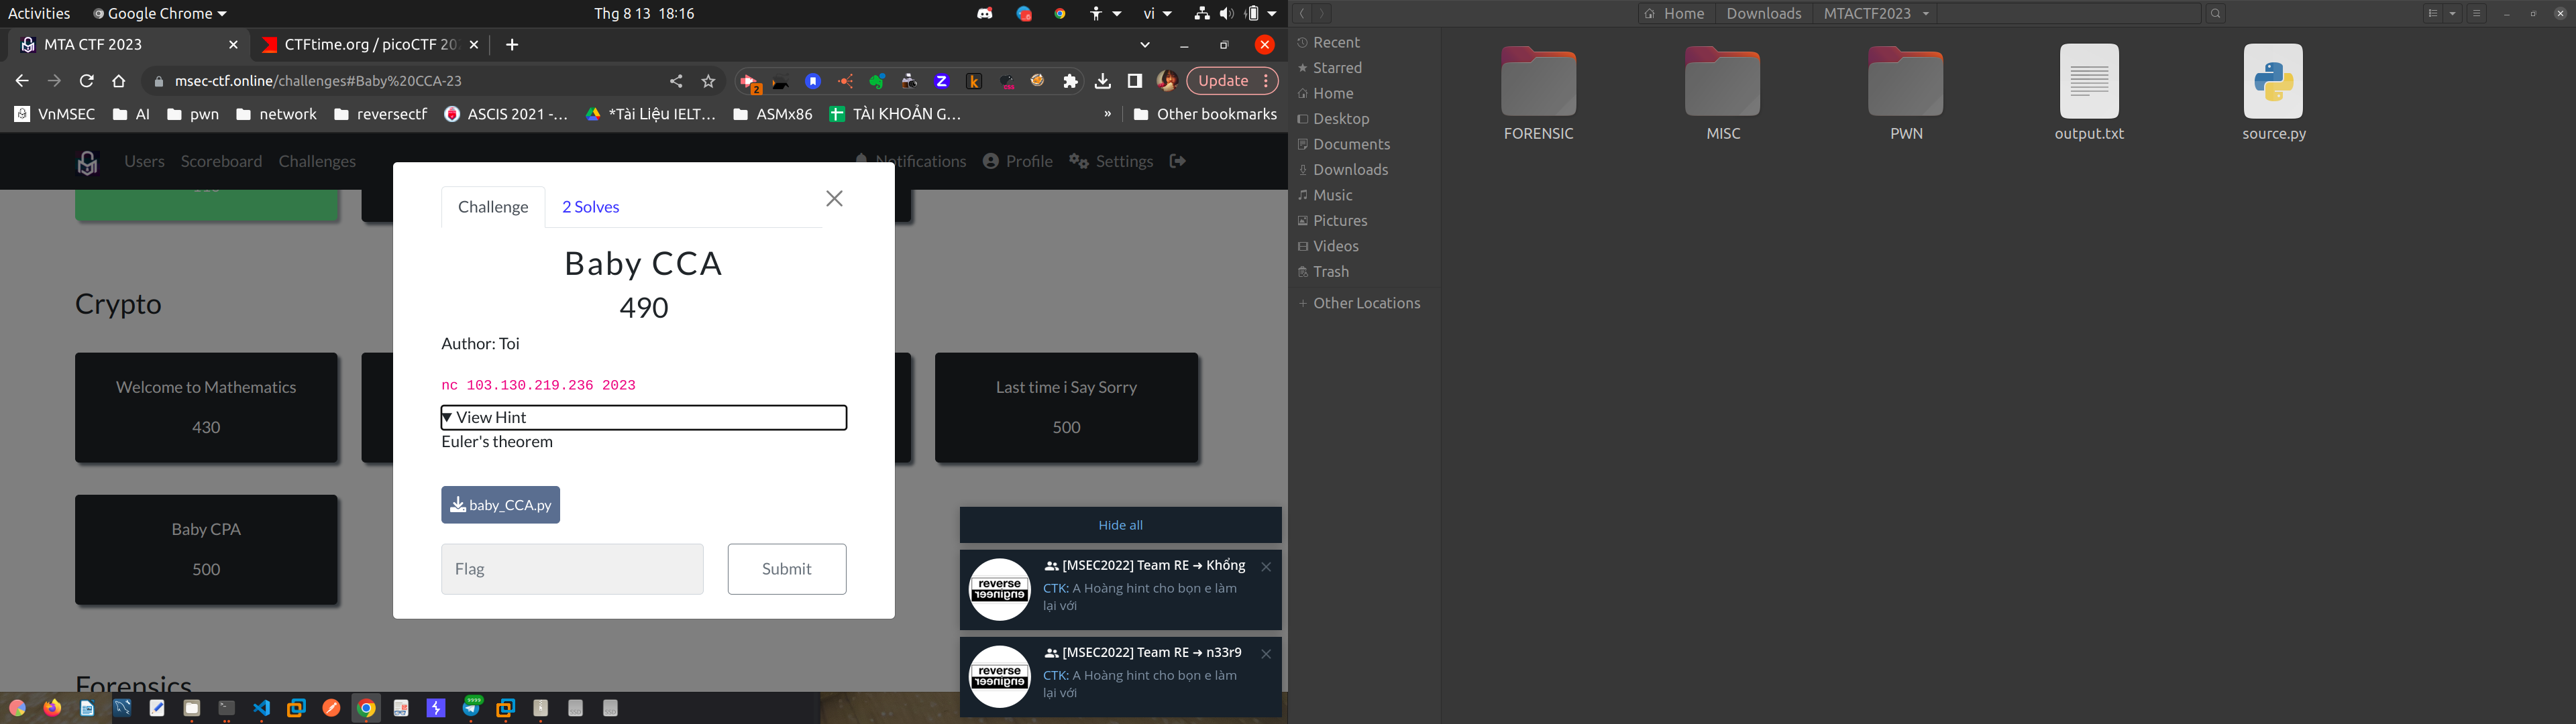 Activities
Google Chrome
Thg 8 13 18:16
vi
MTA CTF 2023
CTFtime.org / picoCTF 20
msec-ctf.online/challenges#Baby%20CCA-23
2
Update
VnMSEC
AI
pwn
network
reversectf
ASCIS 2021 -...
*Tài Liệu IELT...
ASMx86
TÀI KHOẢN G...
»
Other bookmarks
Users
Scoreboard
Challenges
Notifications
Profile
Settings
Challenge
2 Solves
Baby CCA
490
Author: Toi
nc 103.130.219.236 2023
View Hint
Euler's theorem
baby_CCA.py
Flag
Submit
Crypto
Welcome to Mathematics
430
Last time i Say Sorry
500
Baby CPA
500
Forensics
Hide all
[MSEC2022] Team RE ➜ Khổng
CTK: A Hoàng hint cho bọn e làm
lại với
[MSEC2022] Team RE ➜ n33r9
CTK: A Hoàng hint cho bọn e làm
lại với
reverse
engineer
reverse
engineer
Home
Downloads
MTACTF2023
Recent
Starred
Home
Desktop
Documents
Downloads
Music
Pictures
Videos
Trash
Other Locations
FORENSIC
MISC
PWN
output.txt
source.py